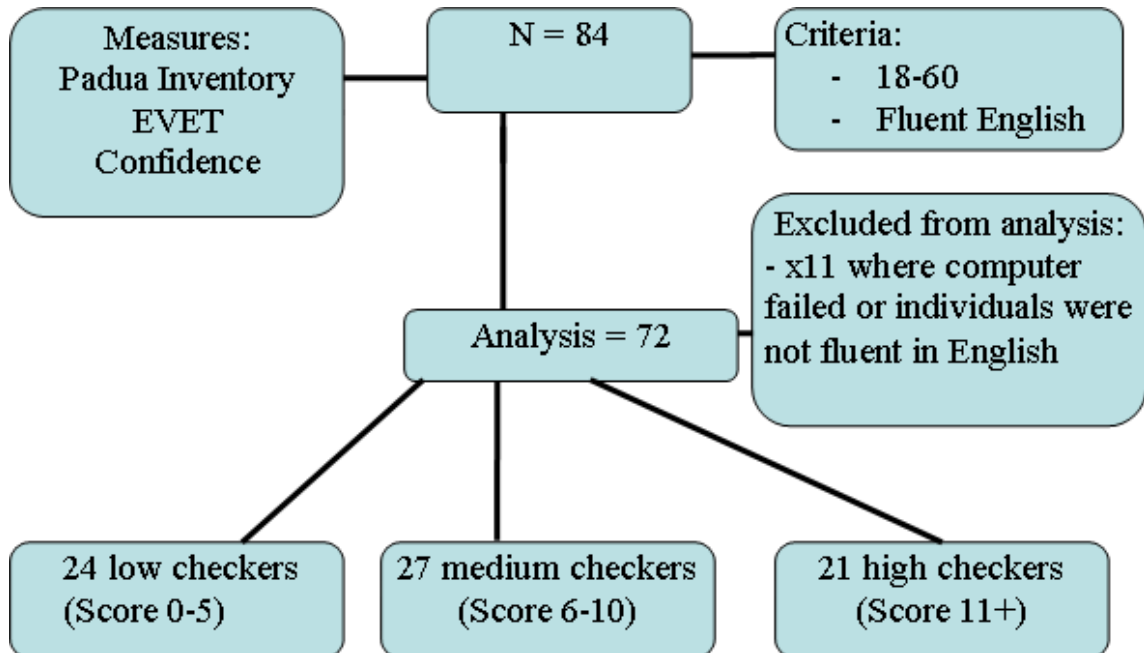 Measures:
Padua Inventory
EVET
Confidence
N = 84
Criteria:
- 18-60
- Fluent English
Excluded from analysis:
- x11 where computer
failed or individuals were
not fluent in English
Analysis = 72
24 low checkers
(Score 0-5)
27 medium checkers
(Score 6-10)
21 high checkers
(Score 11+)